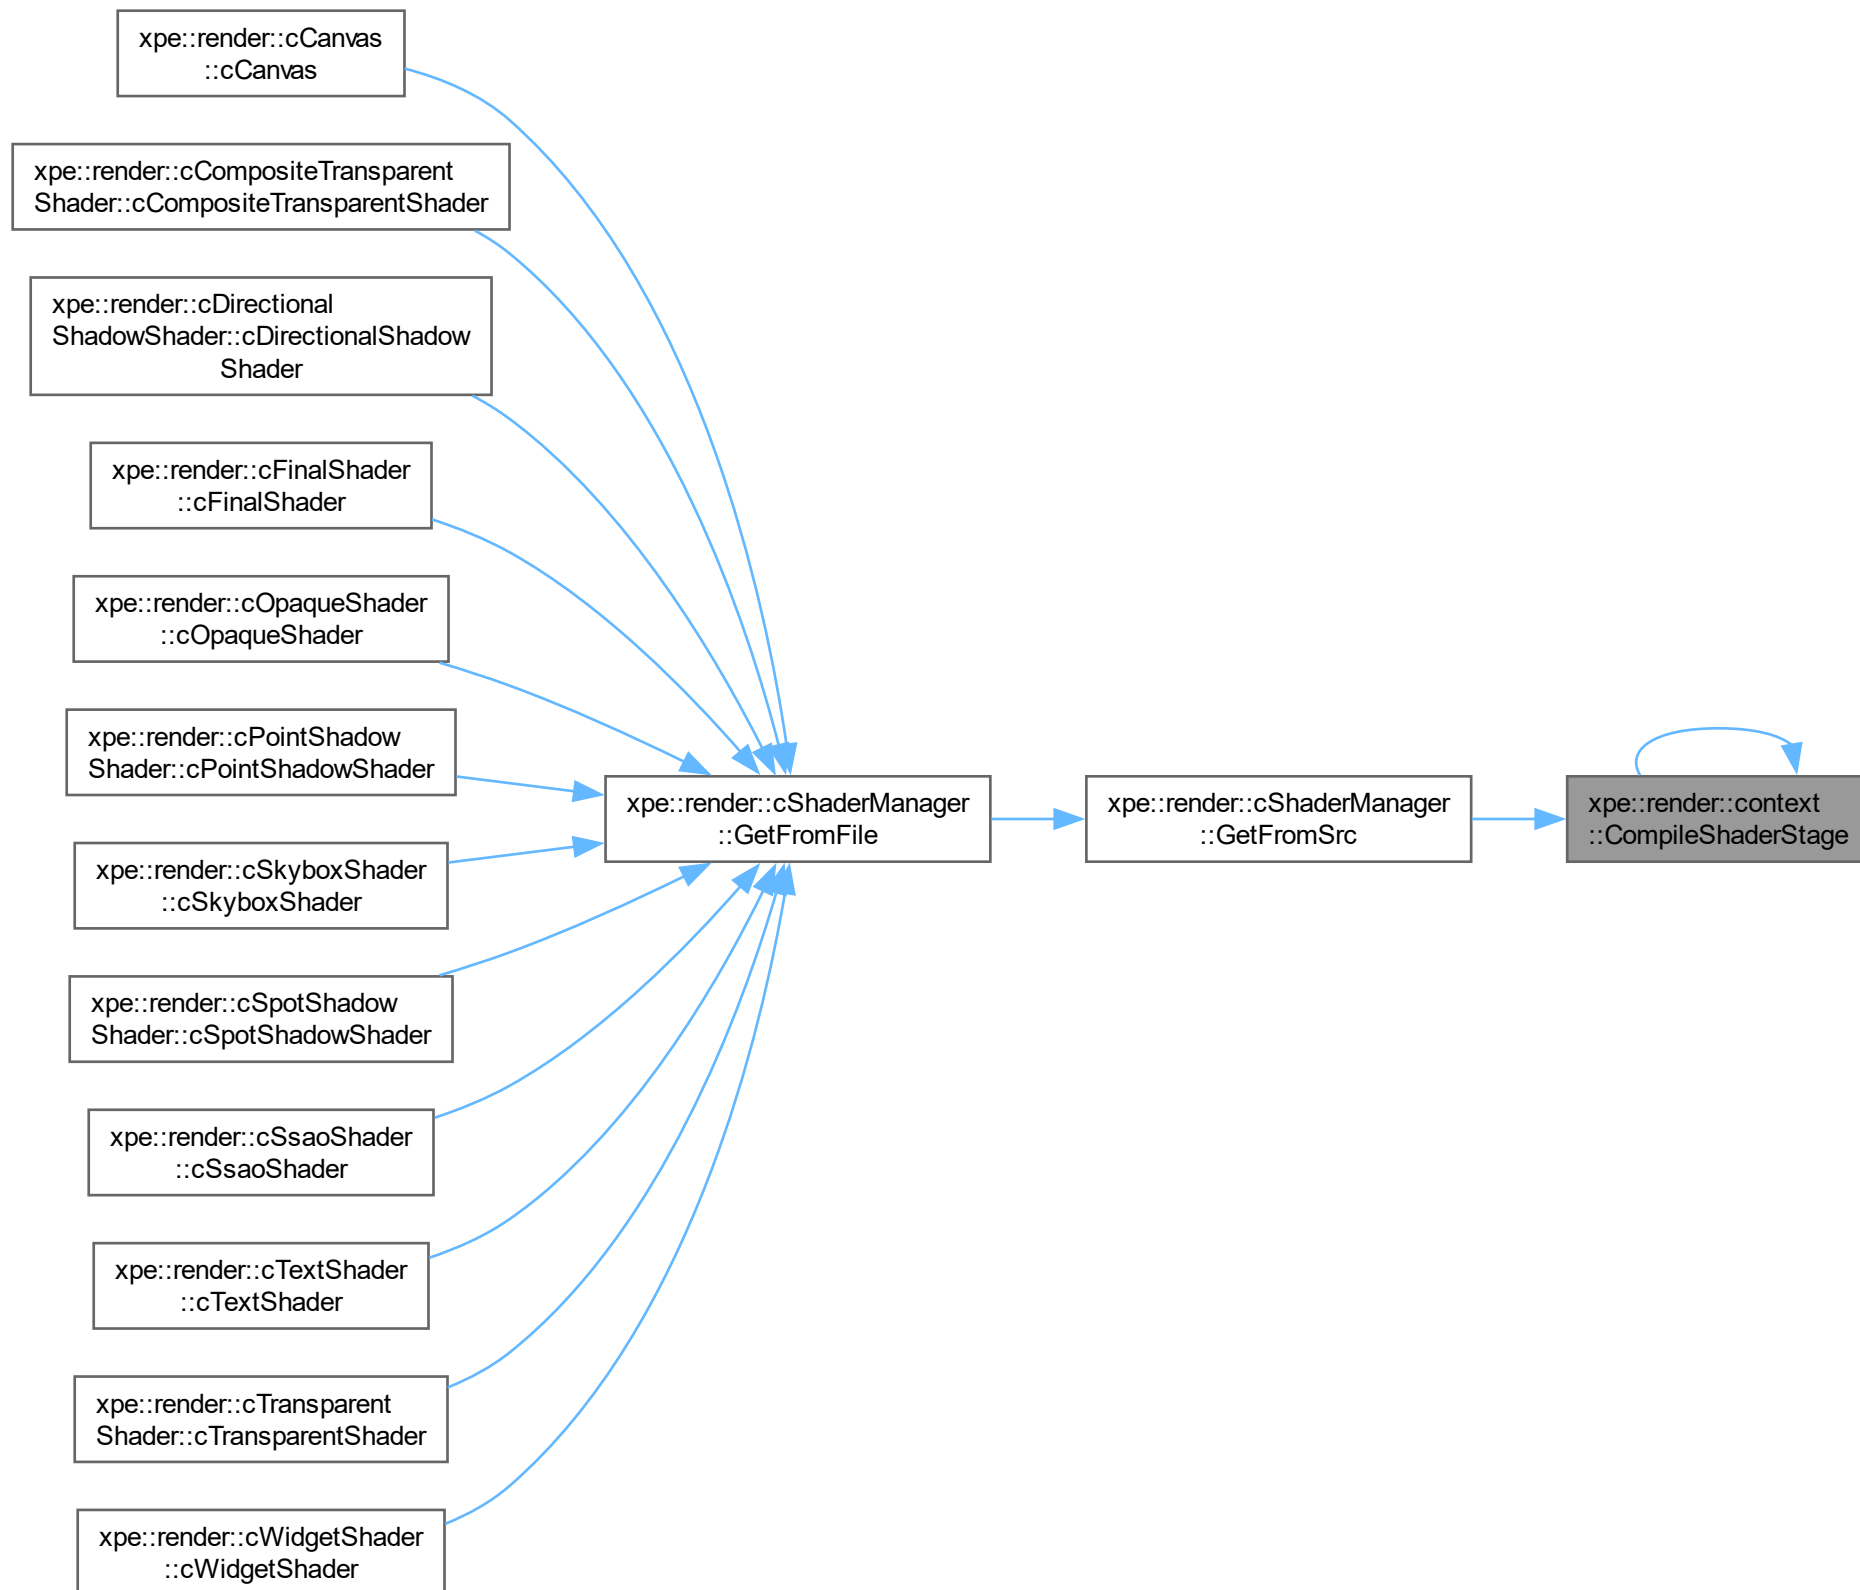 xpe::render::cCanvas
::cCanvas
xpe::render::cCompositeTransparent
Shader::cCompositeTransparentShader
xpe::render::cDirectional
ShadowShader::cDirectionalShadow
Shader
xpe::render::cFinalShader
::cFinalShader
xpe::render::cOpaqueShader
::cOpaqueShader
xpe::render::cPointShadow
Shader::cPointShadowShader
xpe::render::cSkyboxShader
::cSkyboxShader
xpe::render::cSpotShadow
Shader::cSpotShadowShader
xpe::render::cSsaoShader
::cSsaoShader
xpe::render::cTextShader
::cTextShader
xpe::render::cTransparent
Shader::cTransparentShader
xpe::render::cWidgetShader
::cWidgetShader
xpe::render::cShaderManager
::GetFromFile
xpe::render::cShaderManager
::GetFromSrc
xpe::render::context
::CompileShaderStage